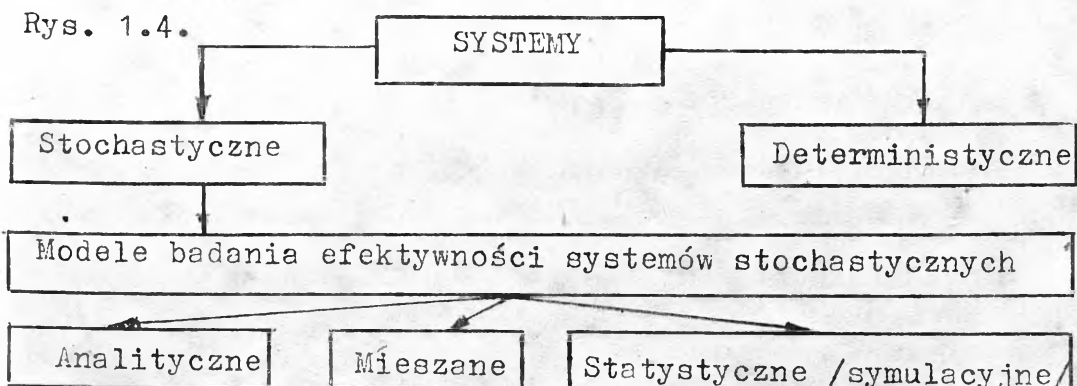 Rys. 1.4.
SYSTEMY
Stochastyczne
Deterministyczne
Modele badania efektywności systemów stochastycznych
Analityczne
Mieszane
Statystyczne /symulacyjne/